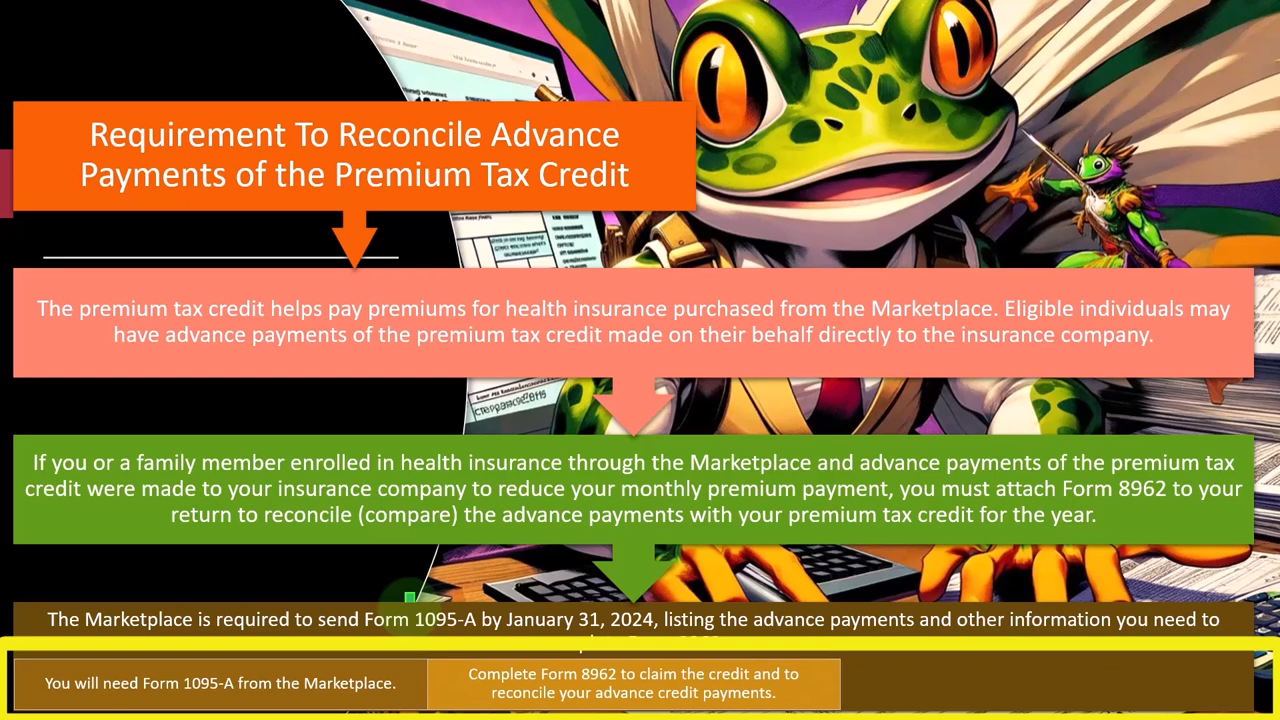 Requirement To Reconcile Advance
Payments of the Premium Tax Credit
The premium tax credit helps pay premiums for health insurance purchased from the Marketplace. Eligible individuals may
have advance payments of the premium tax credit made on their behalf directly to the insurance company.
If you or a family member enrolled in health insurance through the Marketplace and advance payments of the premium tax
credit were made to your insurance company to reduce your monthly premium payment, you must attach Form 8962 to your
return to reconcile (compare) the advance payments with your premium tax credit for the year.
The Marketplace is required to send Form 1095-A by January 31, 2024, listing the advance payments and other information you need to
You will need Form 1095-A from the Marketplace.
Complete Form 8962 to claim the credit and to
reconcile your advance credit payments.